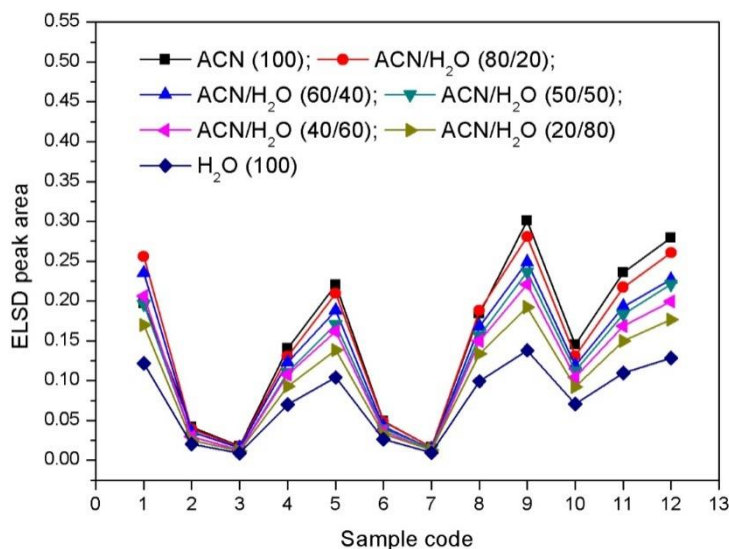 0.55
0.50
0.45
0.40
0.35
0.30
0.25
0.20
0.15
0.10
0.05
0.00
ELSD peak area
ACN (100); ACN/H₂O (80/20);
ACN/H₂O (60/40); ACN/H₂O (50/50);
ACN/H₂O (40/60); ACN/H₂O (20/80)
H₂O (100)
0 1 2 3 4 5 6 7 8 9 10 11 12 13
Sample code